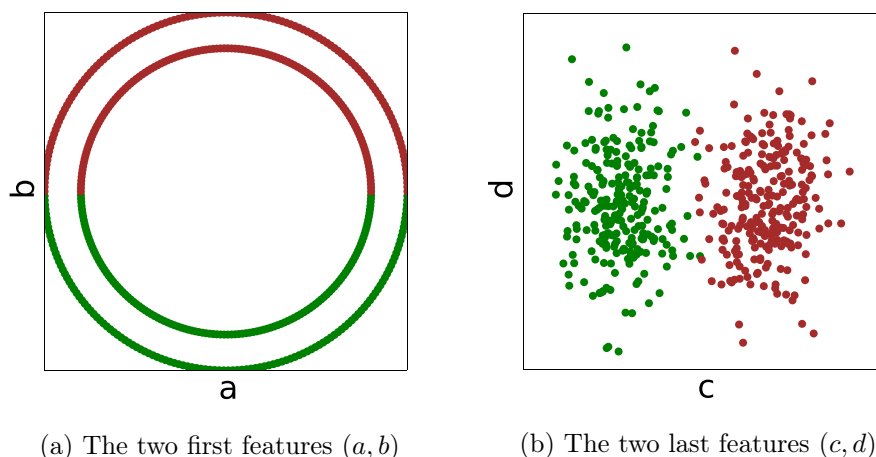 b
a
(a) The two first features (a, b)
d
c
(b) The two last features (c, d)